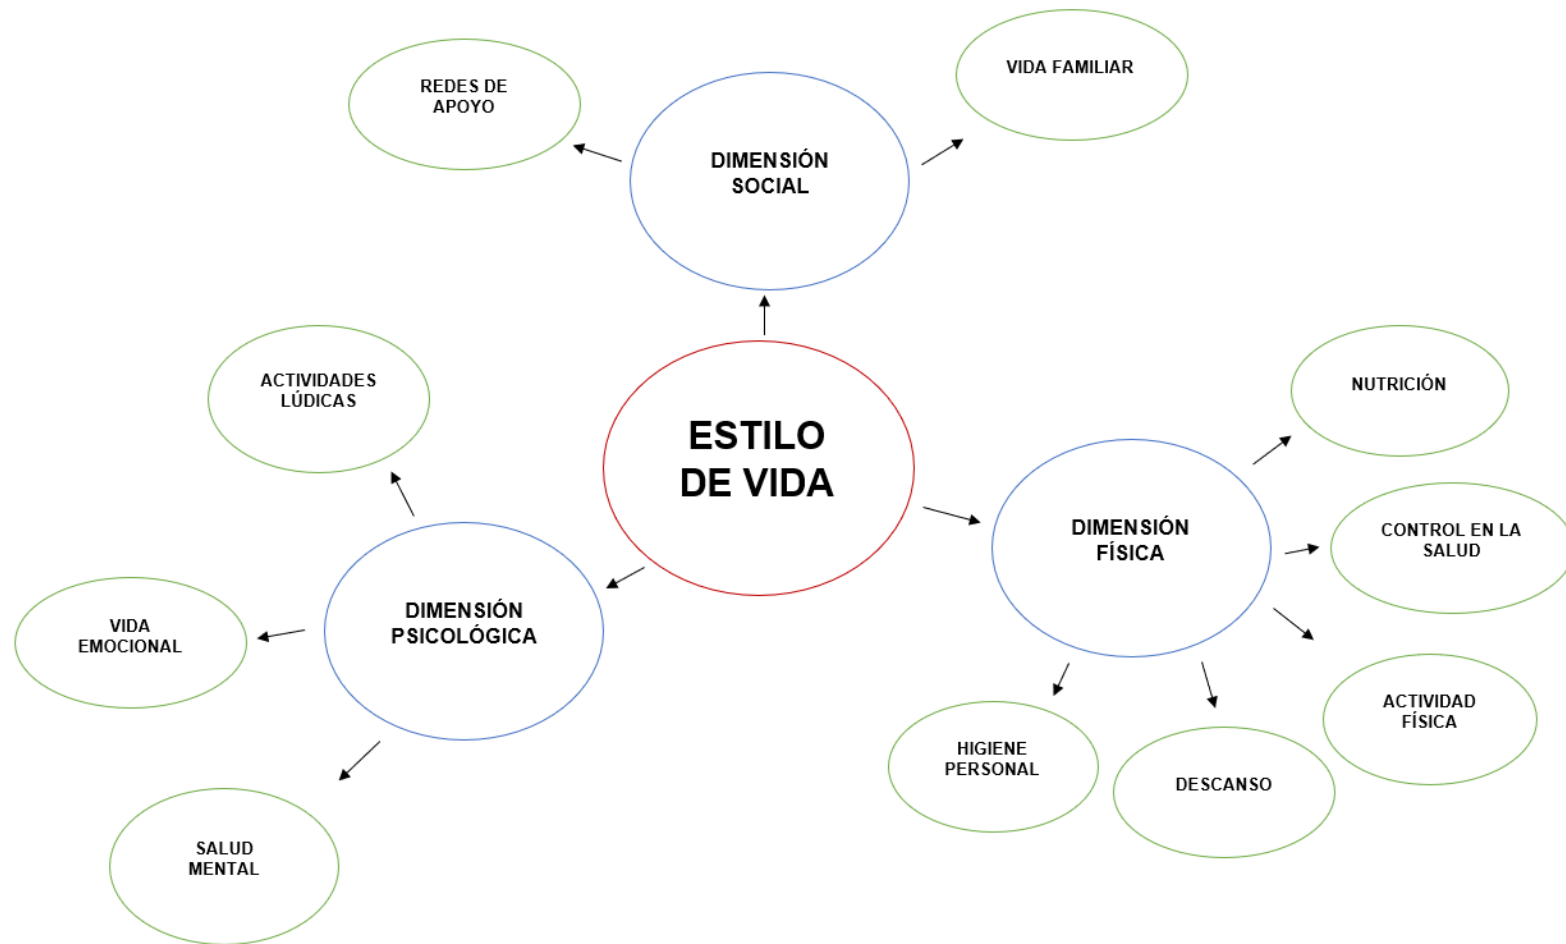 REDES DE
APOYO
VIDA FAMILIAR
DIMENSIÓN
SOCIAL
ACTIVIDADES
LÚDICAS
ESTILO
DE VIDA
NUTRICIÓN
DIMENSIÓN
FÍSICA
CONTROL EN LA
SALUD
DIMENSIÓN
PSICOLÓGICA
VIDA
EMOCIONAL
ACTIVIDAD
FÍSICA
HIGIENE
PERSONAL
DESCANSO
SALUD
MENTAL